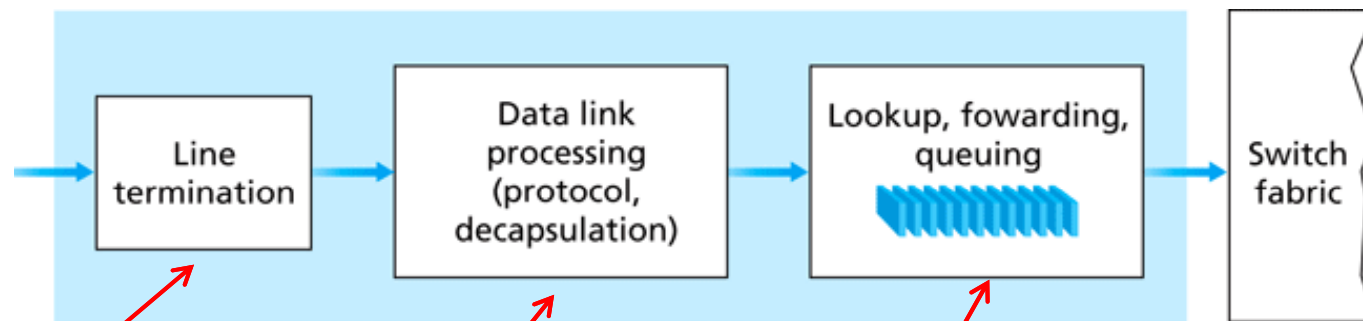 Line
termination
Data link
processing
(protocol,
decapsulation)
Lookup, fowarding,
queuing
Switch
fabric